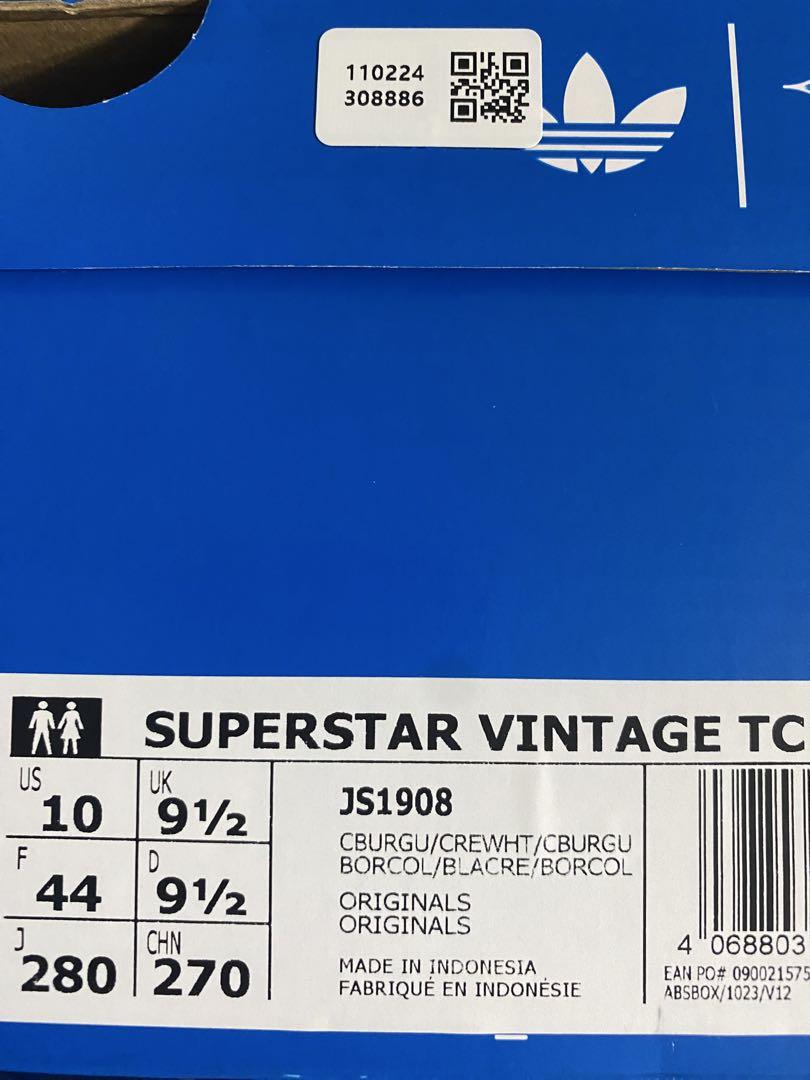 110224
308886
SUPERSTAR VINTAGE TC
US 10
UK 9½
F 44
D 9½
J 280
CHN 270
JS1908
CBURGU/CREWHT/CBURGU
BORCOL/BLACRE/BORCOL
ORIGINALS
ORIGINALS
MADE IN INDONESIA
FABRIQUÉ EN INDONÉSIE
4 068803
EAN PO# 090021575
ABSBOX/1023/V12